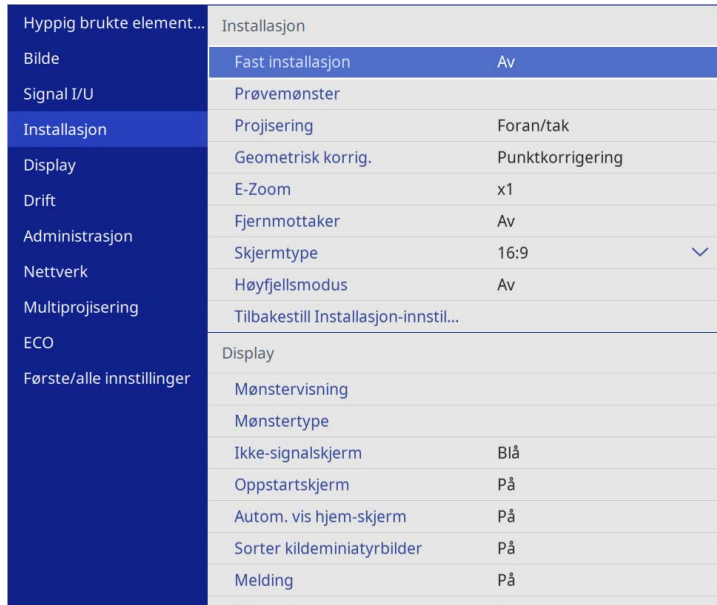 Hyppig brukte element...
Bilde
Signal I/U
Installasjon
Display
Drift
Administrasjon
Nettverk
Multiprojisering
ECO
Første/alle innstillinger
Installasjon
Fast installasjon Av
Prøvemønster
Projisering Foran/tak
Geometrisk korrig. Punktkorrigering
E-Zoom x1
Fjernmottaker Av
Skjermtype 16:9
Høyfjellsmodus Av
Tilbakestill Installasjon-innstil...
Display
Mønstervisning
Mønstertype
Ikke-signalskjerm Blå
Oppstartskjerm På
Autom. vis hjem-skjerm På
Sorter kildeminiatyrbilder På
Melding På